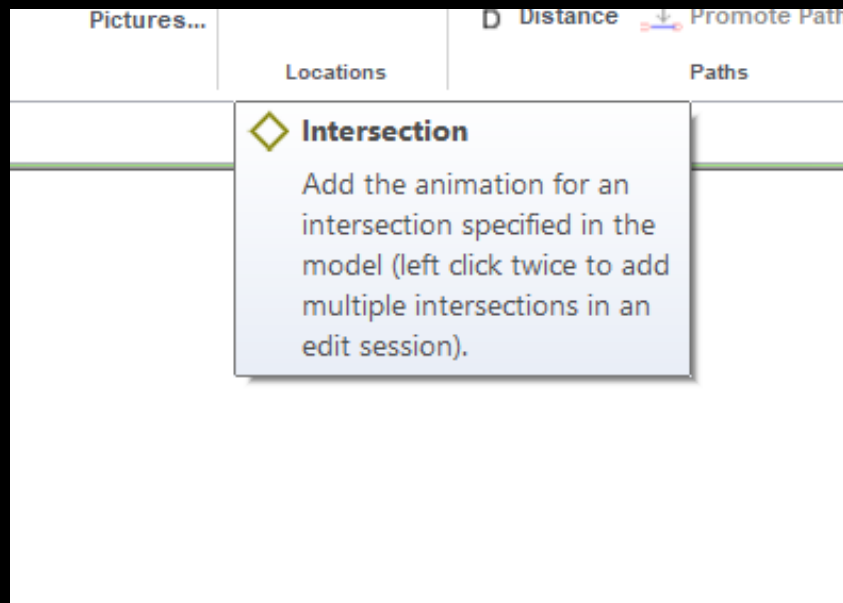 Pictures...
D Distance Promote Path
Locations
Paths
Intersection
Add the animation for an
intersection specified in the
model (left click twice to add
multiple intersections in an
edit session).